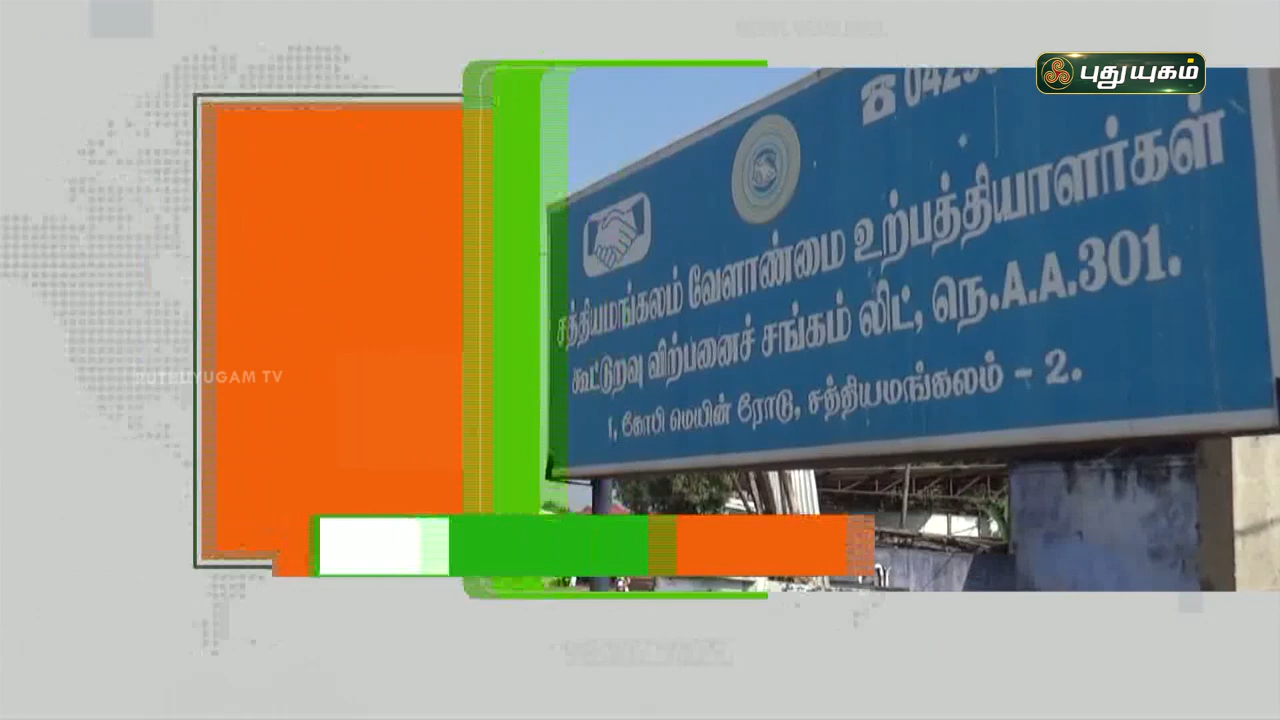 புதுயுகம்
☎0429
சத்தியமங்கலம் வேளாண்மை உற்பத்தியாளர்கள்
கூட்டுறவு விற்பனைச் சங்கம் லிட், நெ.A.A.301.
1, கோபி மெயின் ரோடு, சத்தியமங்கலம் - 2.
PUTHUYUGAM TV